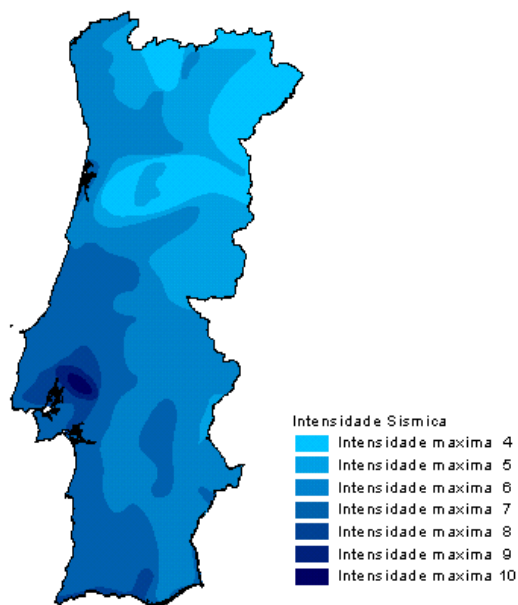 Intensidade Sismica
Intensidade maxima 4
Intensidade maxima 5
Intensidade maxima 6
Intensidade maxima 7
Intensidade maxima 8
Intensidade maxima 9
Intensidade maxima 10